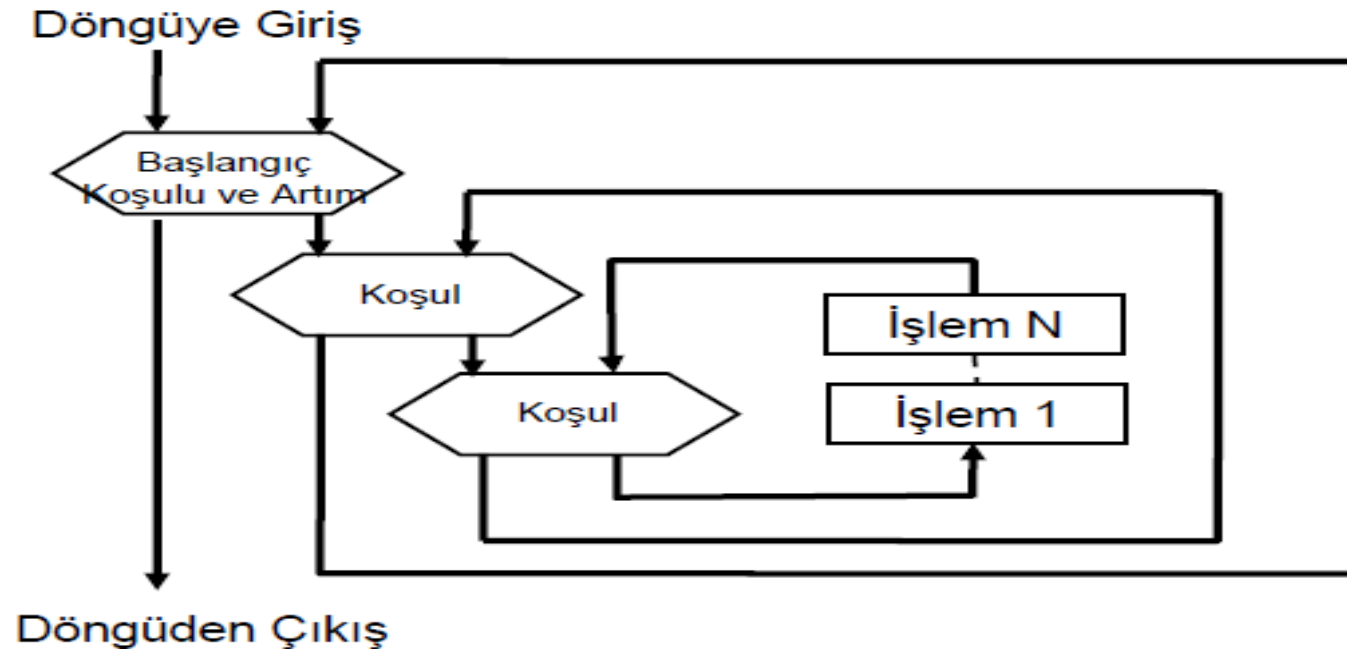 Döngüye Giriş
Başlangıç
Koşulu ve Artım
Koşul
Koşul
İşlem N
İşlem 1
Döngüden Çıkış